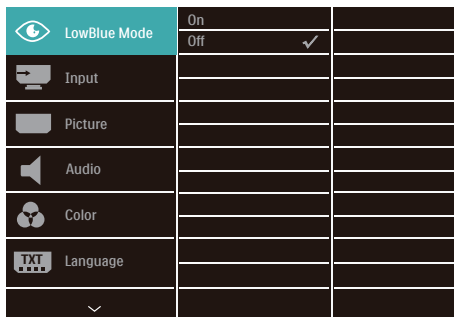 LowBlue Mode
On
Off
Input
Picture
Audio
Color
TXT
Language